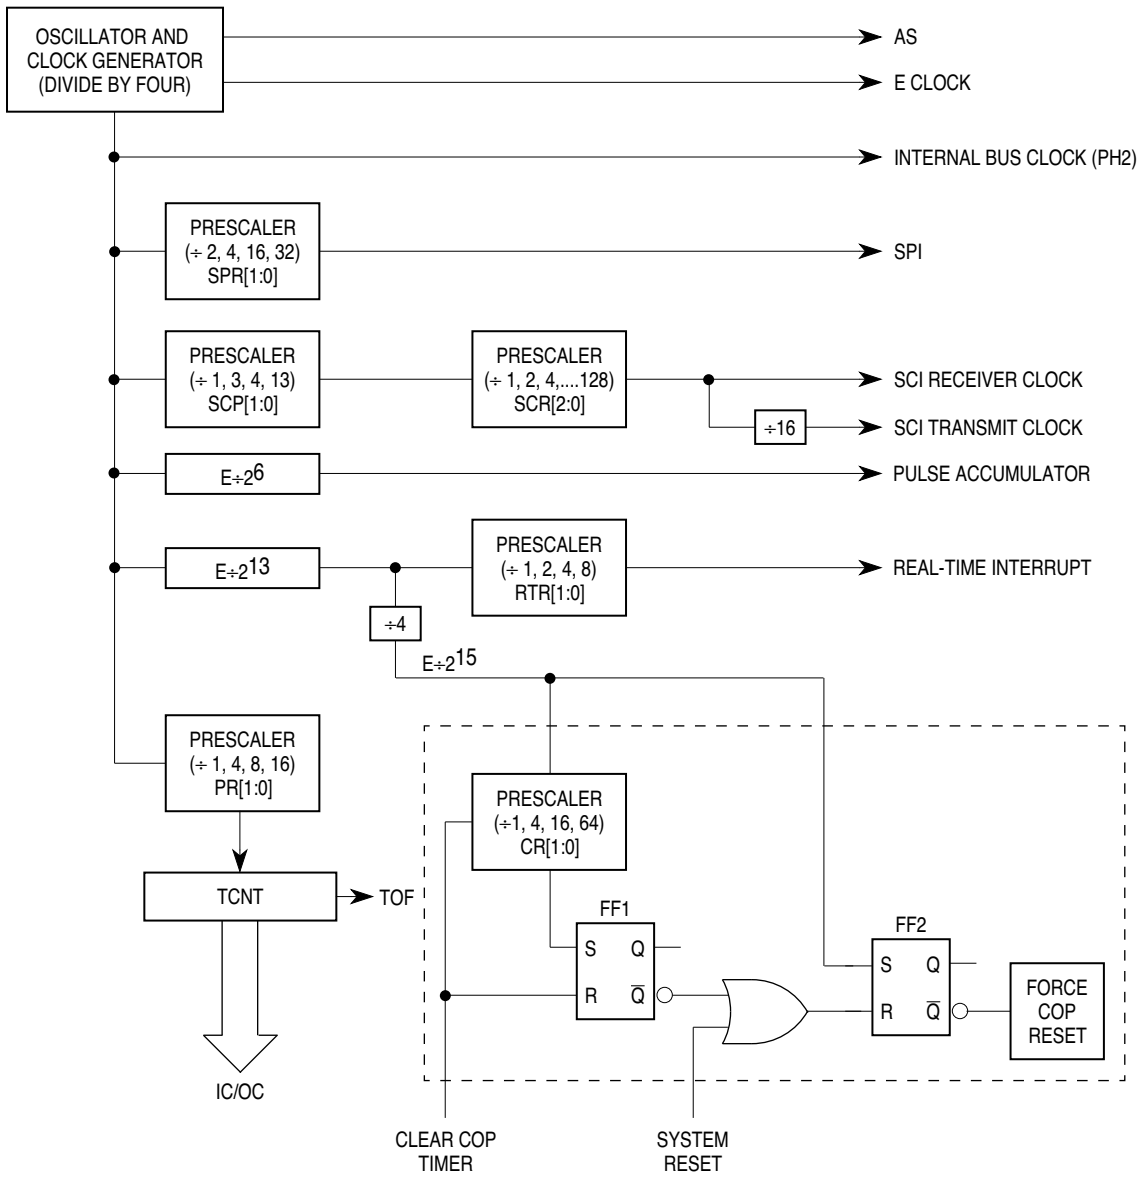 OSCILLATOR AND
CLOCK GENERATOR
(DIVIDE BY FOUR)
AS
E CLOCK
INTERNAL BUS CLOCK (PH2)
PRESCALER
(÷ 2, 4, 16, 32)
SPR[1:0]
SPI
PRESCALER
(÷ 1, 3, 4, 13)
SCP[1:0]
PRESCALER
(÷ 1, 2, 4,....128)
SCR[2:0]
SCI RECEIVER CLOCK
÷16
SCI TRANSMIT CLOCK
E÷2⁶
PULSE ACCUMULATOR
E÷2¹³
PRESCALER
(÷ 1, 2, 4, 8)
RTR[1:0]
REAL-TIME INTERRUPT
÷4
E÷2¹⁵
PRESCALER
(÷ 1, 4, 8, 16)
PR[1:0]
PRESCALER
(÷1, 4, 16, 64)
CR[1:0]
TCNT
TOF
FF1
S Q
R Q̅
FF2
S Q
R Q̅
FORCE
COP
RESET
IC/OC
CLEAR COP
TIMER
SYSTEM
RESET